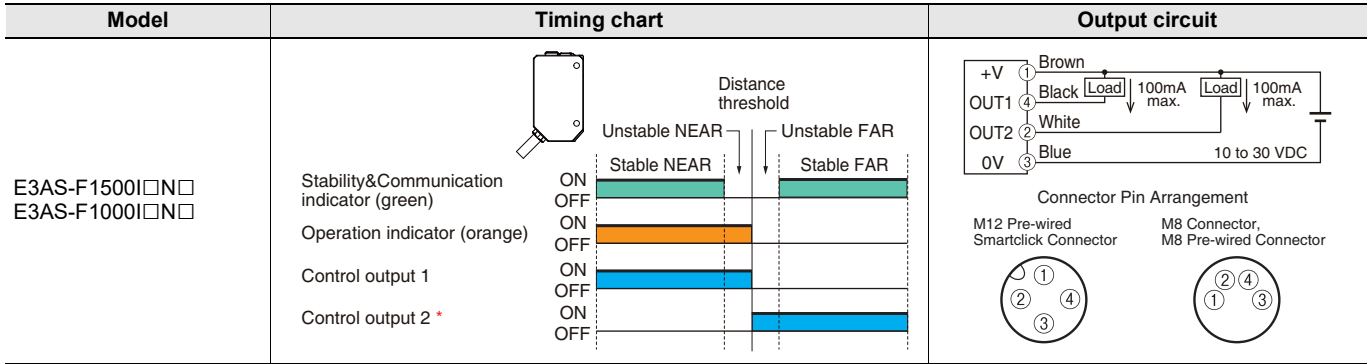 Model
Timing chart
Output circuit
E3AS-F1500I□N□
E3AS-F1000I□N□
Distance
threshold
Unstable NEAR
Unstable FAR
Stable NEAR
Stable FAR
Stability&Communication
indicator (green)
ON
OFF
Operation indicator (orange)
ON
OFF
Control output 1
ON
OFF
Control output 2 *
ON
OFF
+V ① Brown
OUT1 ④ Black
OUT2 ② White
0V ③ Blue
Load
100mA
max.
Load
100mA
max.
10 to 30 VDC
Connector Pin Arrangement
M12 Pre-wired
Smartclick Connector
① ② ④ ③
M8 Connector,
M8 Pre-wired Connector
② ④ ① ③